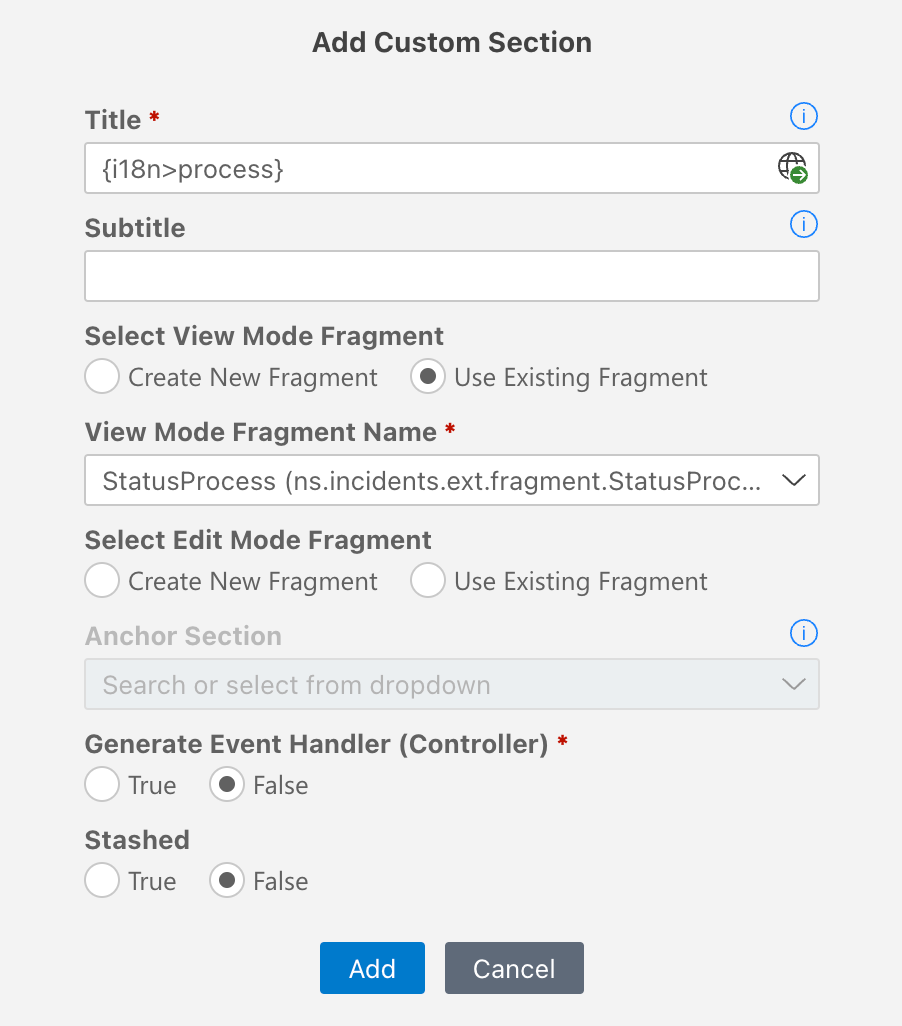 Add Custom Section
Title *
{i18n>process}
Subtitle
Select View Mode Fragment
Create New Fragment Use Existing Fragment
View Mode Fragment Name *
StatusProcess (ns.incidents.ext.fragment.StatusProc...
Select Edit Mode Fragment
Create New Fragment Use Existing Fragment
Anchor Section
Search or select from dropdown
Generate Event Handler (Controller) *
True False
Stashed
True False
Add Cancel